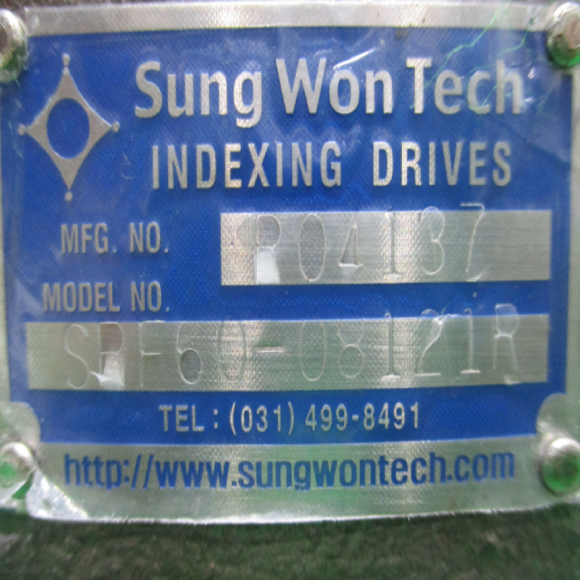 Sung Won Tech
INDEXING DRIVES
MFG. NO. P04137
MODEL NO.
SPF60-08121R
TEL : (031) 499-8491
http://www.sungwontech.com